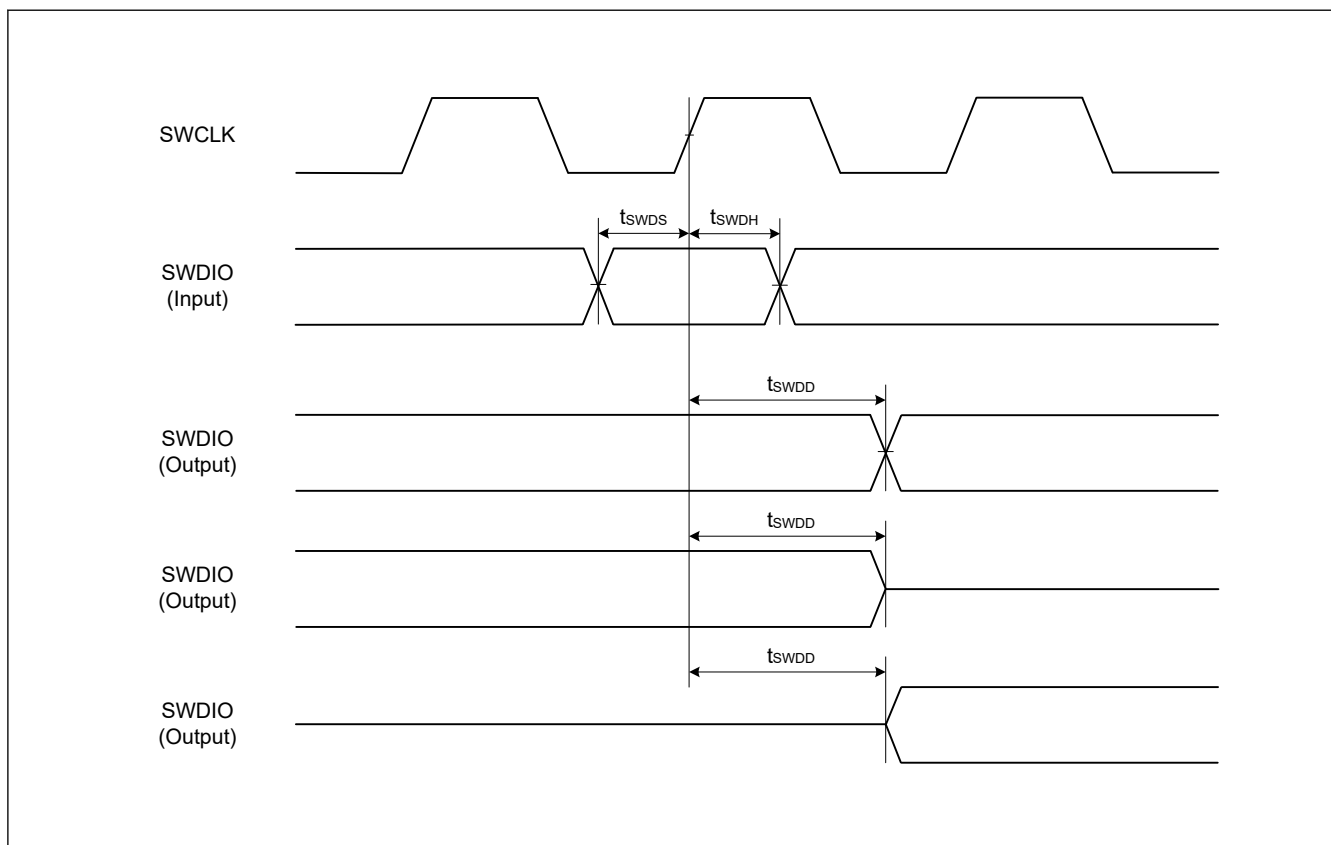 SWCLK
tSWDS
tSWDH
SWDIO
(Input)
tSWDD
SWDIO
(Output)
tSWDD
SWDIO
(Output)
tSWDD
SWDIO
(Output)